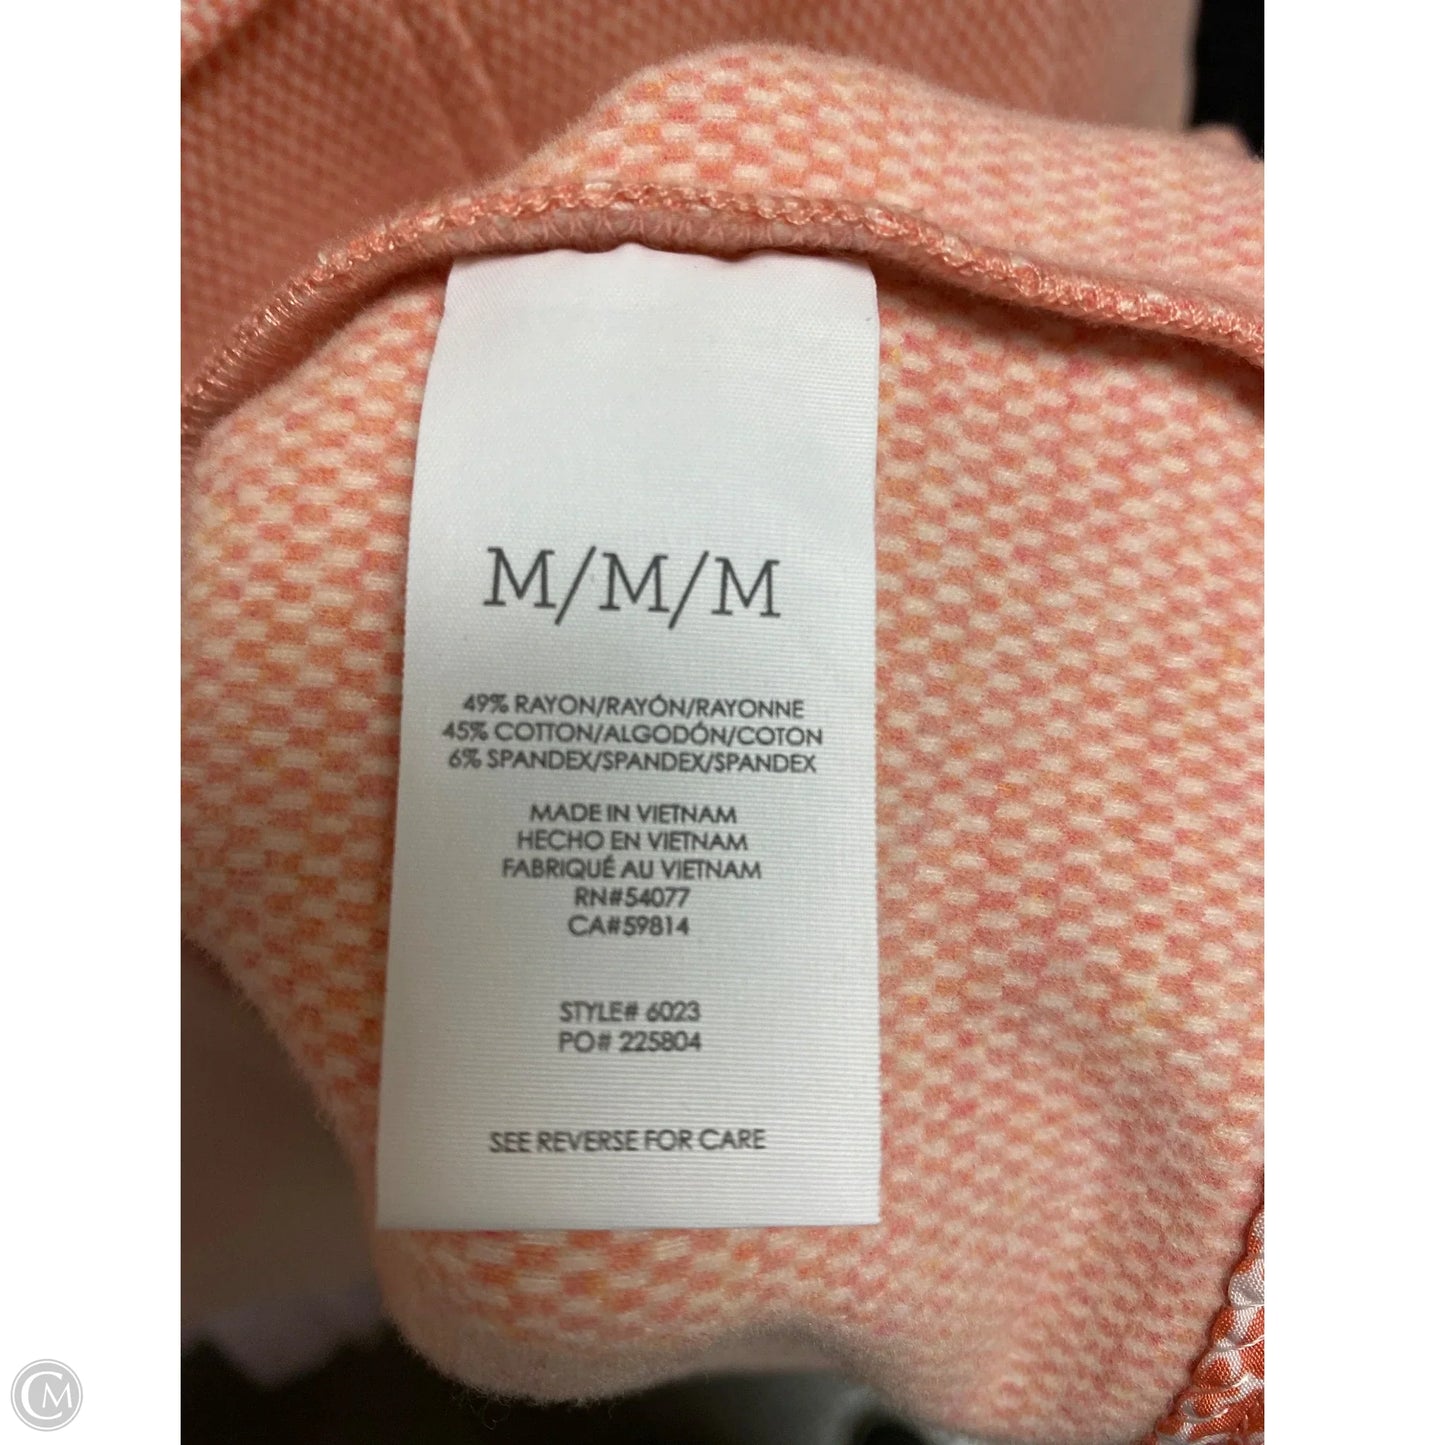 M/M/M
49% RAYON/RAYÓN/RAYONNE
45% COTTON/ALGODÓN/COTON
6% SPANDEX/SPANDEX/SPANDEX
MADE IN VIETNAM
HECHO EN VIETNAM
FABRIQUÉ AU VIETNAM
RN#54077
CA#59814
STYLE# 6023
PO# 225804
SEE REVERSE FOR CARE
CM